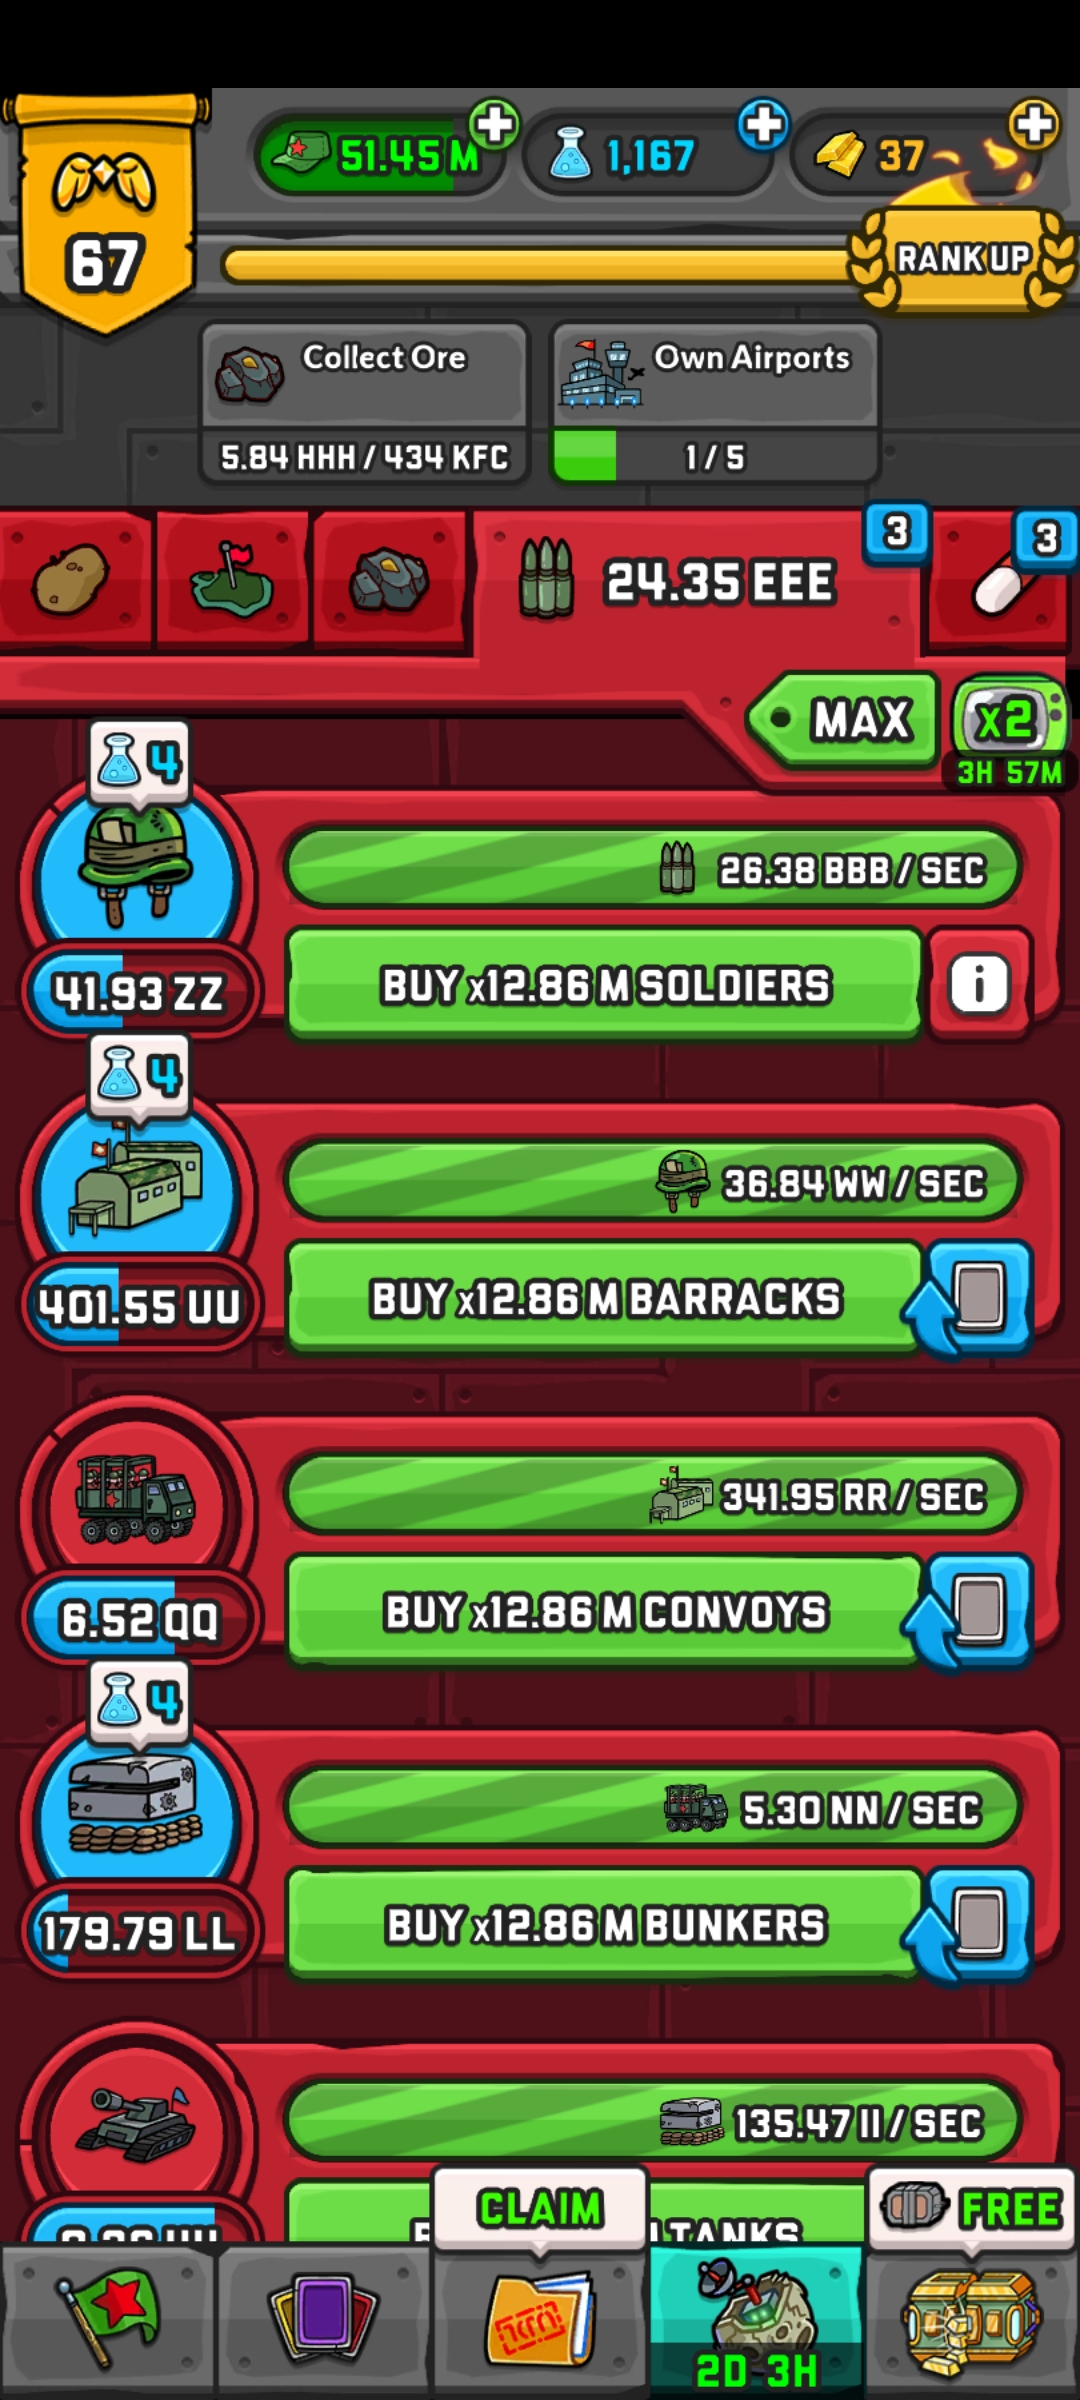 51.45 M
1,167
37
67
RANK UP
Collect Ore
5.84 HHH / 434 KFC
Own Airports
1 / 5
24.35 EEE
3
3
MAX
x2
3H 57M
4
26.38 BBB / SEC
41.93 ZZ
BUY x12.86 M SOLDIERS
i
4
36.84 WW / SEC
401.55 UU
BUY x12.86 M BARRACKS
341.95 RR / SEC
6.52 QQ
BUY x12.86 M CONVOYS
4
5.30 NN / SEC
179.79 LL
BUY x12.86 M BUNKERS
135.47 II / SEC
TANKS
CLAIM
FREE
2D 3H